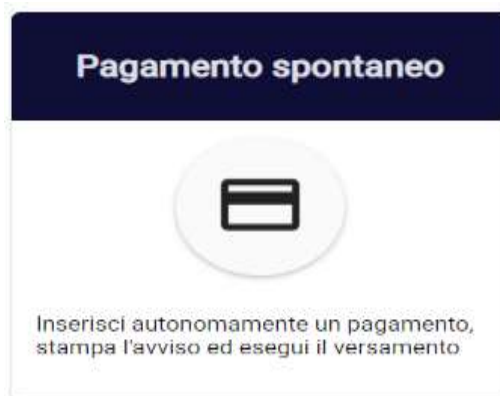 Pagamento spontaneo
Inserisci autonomamente un pagamento,
stampa l'avviso ed esegui il versamento